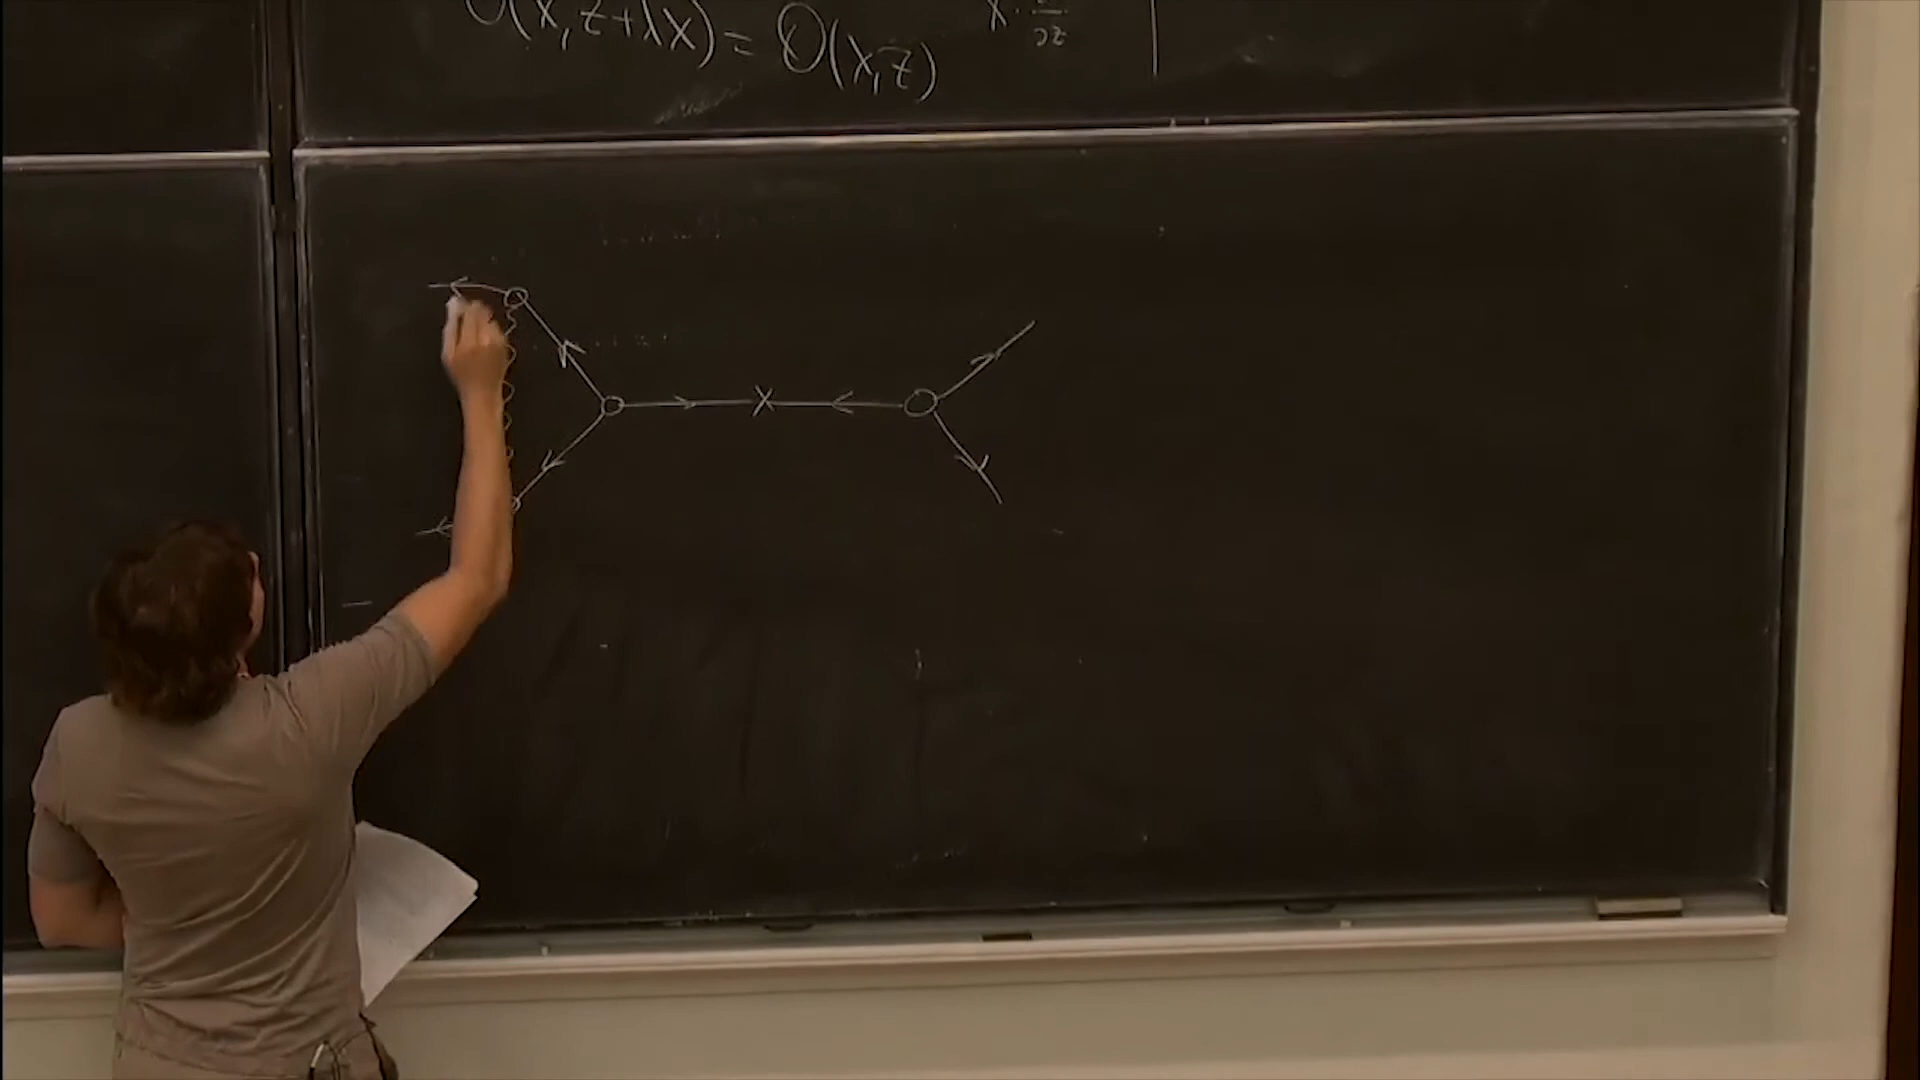 O(x, z+λx) = O(x,z) x·∂/∂z